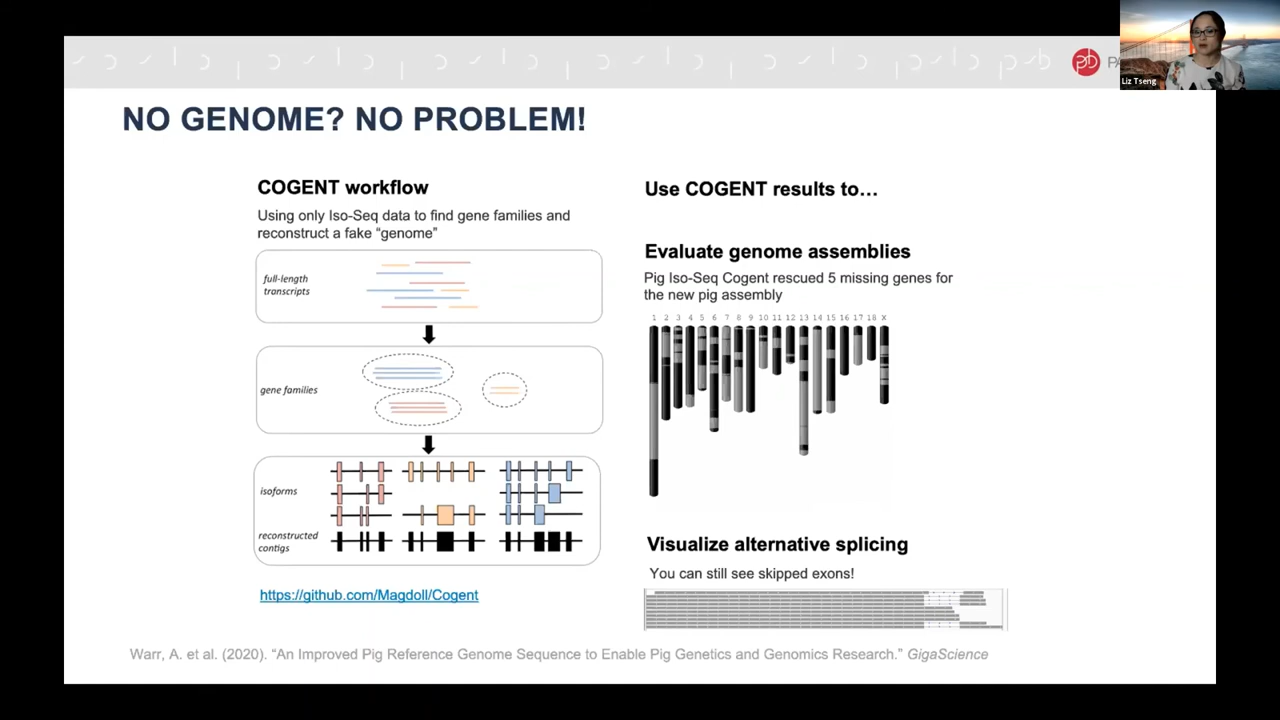 PA
Liz Tseng
NO GENOME? NO PROBLEM!
COGENT workflow
Using only Iso-Seq data to find gene families and
reconstruct a fake “genome”
full-length
transcripts
gene families
isoforms
reconstructed
contigs
https://github.com/Magdoll/Cogent
Use COGENT results to…
Evaluate genome assemblies
Pig Iso-Seq Cogent rescued 5 missing genes for
the new pig assembly
1 2 3 4 5 6 7 8 9 10 11 12 13 14 15 16 17 18 X
Visualize alternative splicing
You can still see skipped exons!
Warr, A. et al. (2020). “An Improved Pig Reference Genome Sequence to Enable Pig Genetics and Genomics Research.” GigaScience